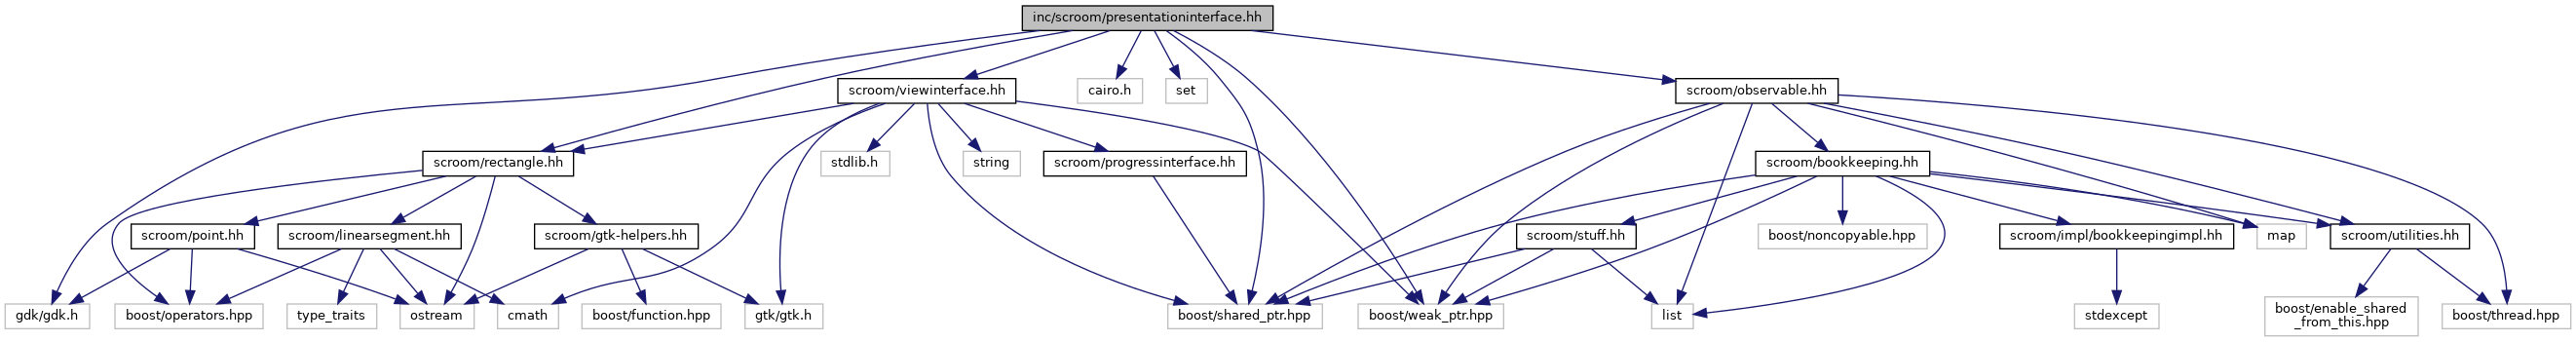 inc/scroom/presentationinterface.hh
scroom/viewinterface.hh
cairo.h
set
scroom/observable.hh
scroom/rectangle.hh
stdlib.h
string
scroom/progressinterface.hh
scroom/bookkeeping.hh
scroom/point.hh
scroom/linearsegment.hh
scroom/gtk-helpers.hh
scroom/stuff.hh
boost/noncopyable.hpp
scroom/impl/bookkeepingimpl.hh
map
scroom/utilities.hh
gdk/gdk.h
boost/operators.hpp
type_traits
ostream
cmath
boost/function.hpp
gtk/gtk.h
boost/shared_ptr.hpp
boost/weak_ptr.hpp
list
stdexcept
boost/enable_shared
_from_this.hpp
boost/thread.hpp